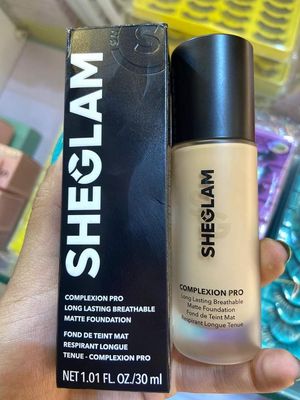 SHEGLAM
COMPLEXION PRO
LONG LASTING BREATHABLE
MATTE FOUNDATION
FOND DE TEINT MAT
RESPIRANT LONGUE
TENUE - COMPLEXION PRO
NET 1.01 FL.OZ./30 ml
SHEGLAM
COMPLEXION PRO
Long Lasting Breathable
Matte Foundation
Fond de Teint Mat
Respirant Longue Tenue